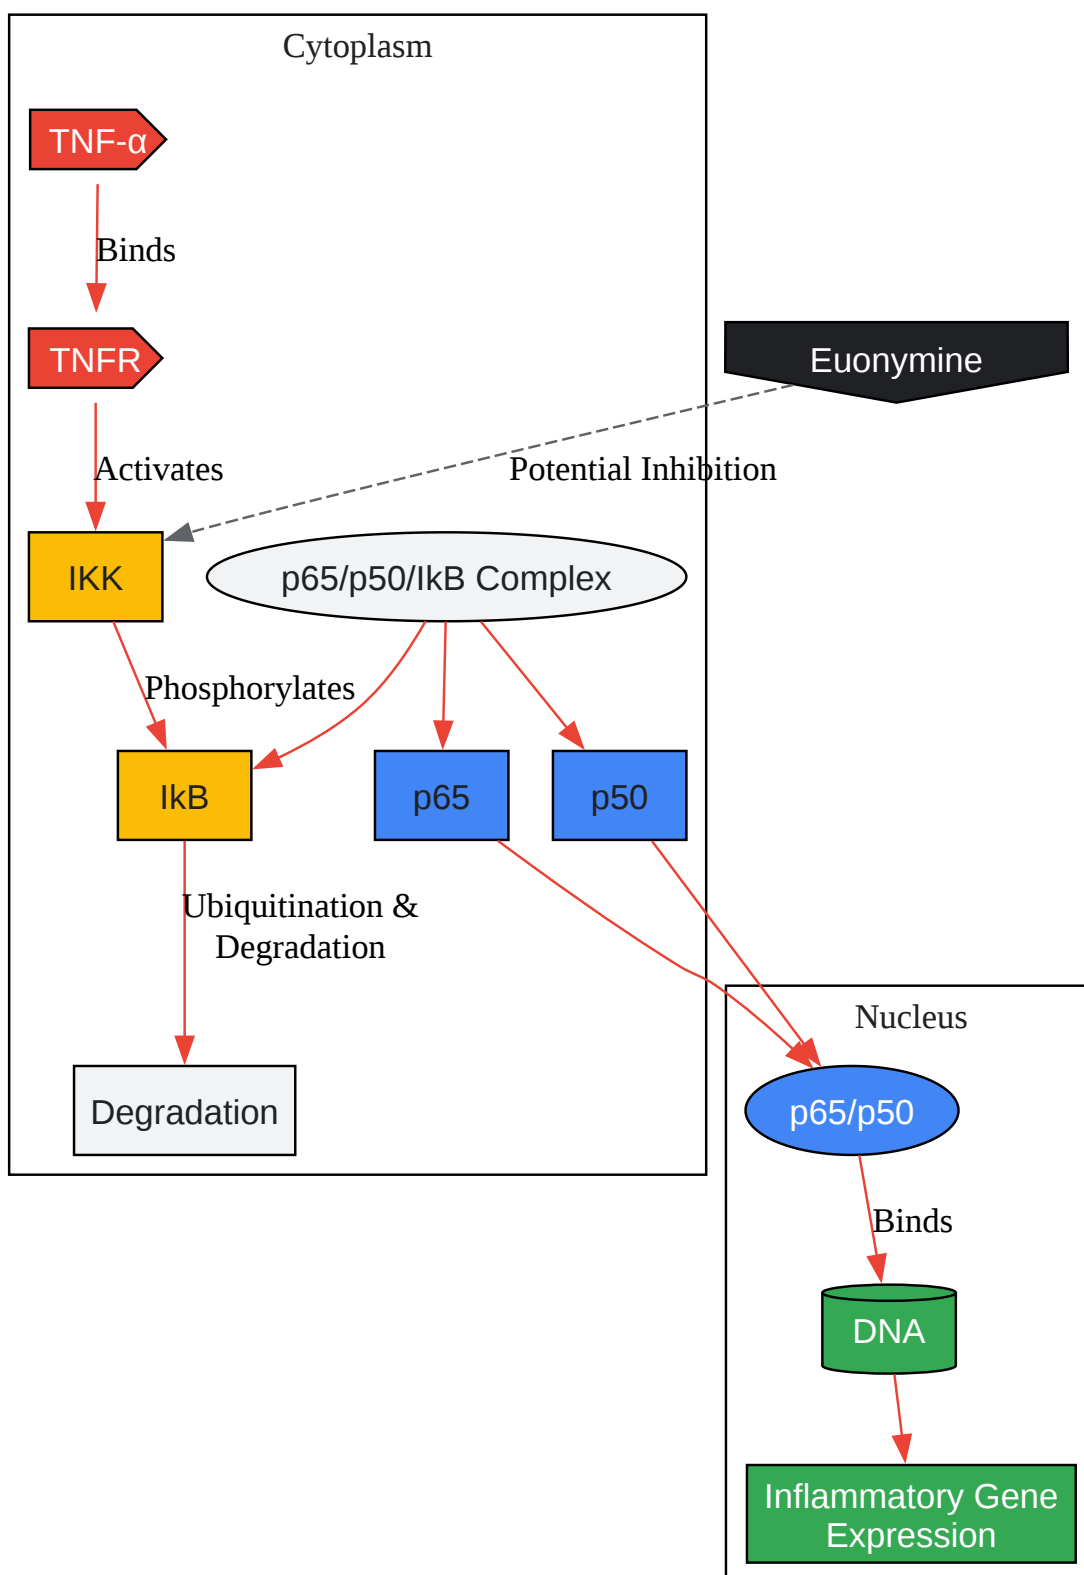 Cytoplasm
TNF-α
Binds
TNFR
Euonymine
Activates
Potential Inhibition
IKK
p65/p50/IkB Complex
Phosphorylates
IkB
p65
p50
Ubiquitination &
Degradation
Nucleus
Degradation
p65/p50
Binds
DNA
Inflammatory Gene
Expression